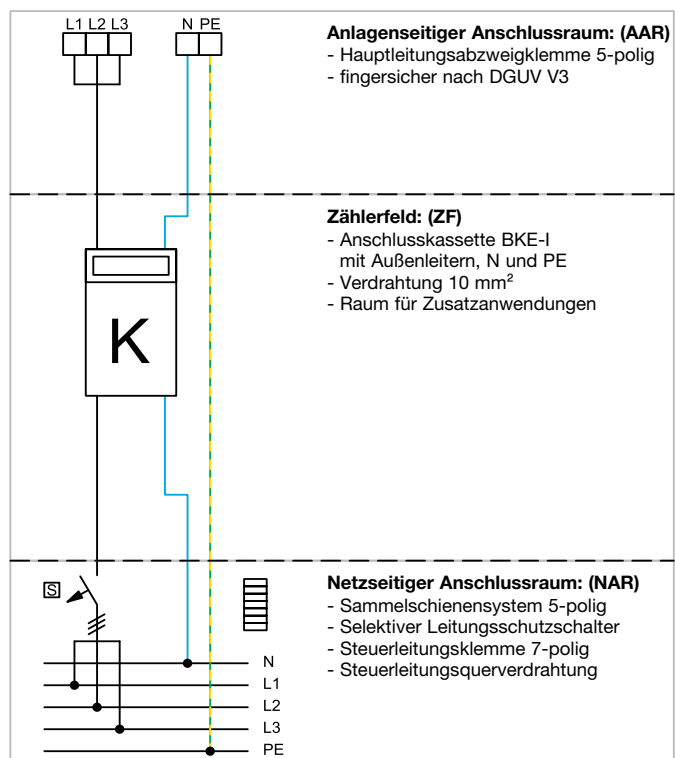 L1 L2 L3 N PE
Anlagenseitiger Anschlussraum: (AAR)
- Hauptleitungsabzweigklemme 5-polig
- fingersicher nach DGUV V3
Zählerfeld: (ZF)
- Anschlusskassette BKE-I
mit Außenleitern, N und PE
- Verdrahtung 10 mm²
- Raum für Zusatzanwendungen
K
Netzseitiger Anschlussraum: (NAR)
- Sammelschienensystem 5-polig
- Selektiver Leitungsschutzschalter
- Steuerleitungsklemme 7-polig
- Steuerleitungsquerverdrahtung
S
N
L1
L2
L3
PE